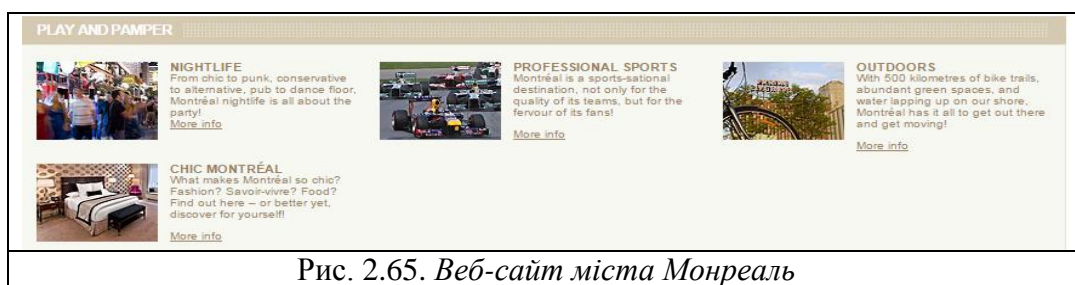 PLAY AND PAMPER
NIGHTLIFE
From chic to punk, conservative
to alternative, pub to dance floor,
Montréal nightlife is all about the
party!
More info
PROFESSIONAL SPORTS
Montréal is a sports-sational
destination, not only for the
quality of its teams, but for the
fervour of its fans!
More info
OUTDOORS
With 500 kilometres of bike trails,
abundant green spaces, and
water lapping up on our shore,
Montréal has it all to get out there
and get moving!
More info
CHIC MONTRÉAL
What makes Montréal so chic?
Fashion? Savoir-vivre? Food?
Find out here – or better yet,
discover for yourself!
More info
Рис. 2.65. Веб-сайт міста Монреаль